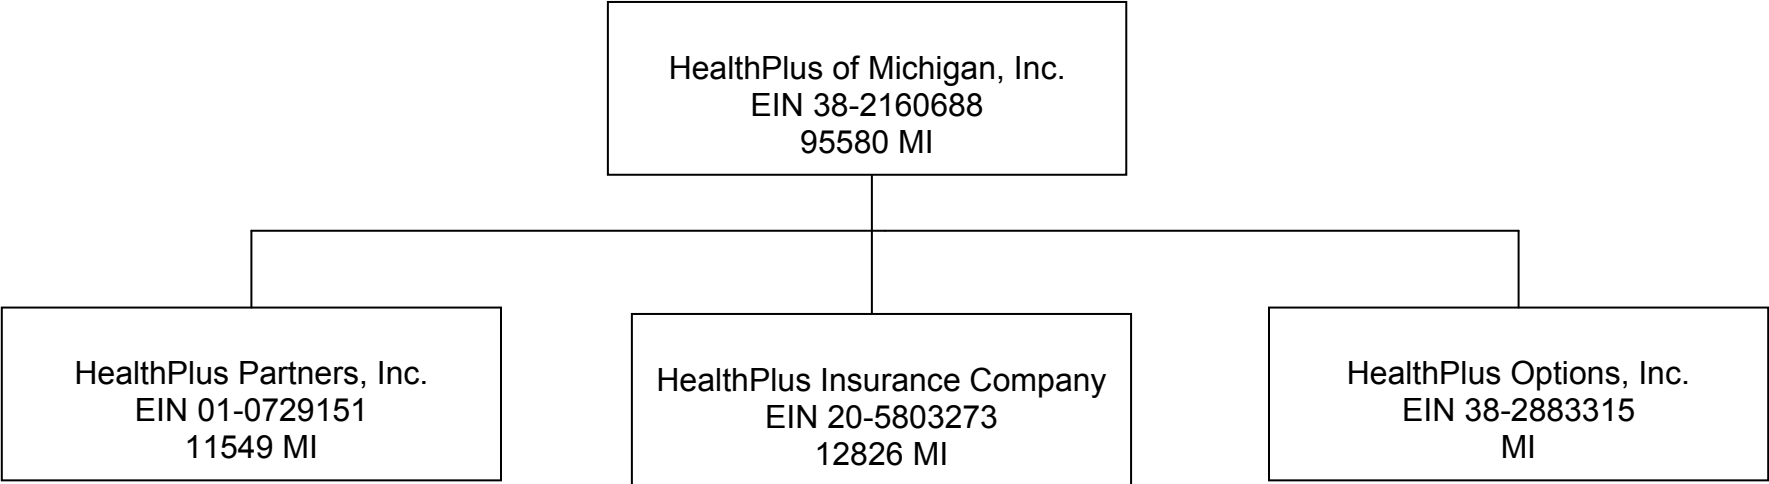 HealthPlus of Michigan, Inc.
EIN 38-2160688
95580 MI
HealthPlus Partners, Inc.
EIN 01-0729151
11549 MI
HealthPlus Insurance Company
EIN 20-5803273
12826 MI
HealthPlus Options, Inc.
EIN 38-2883315
MI